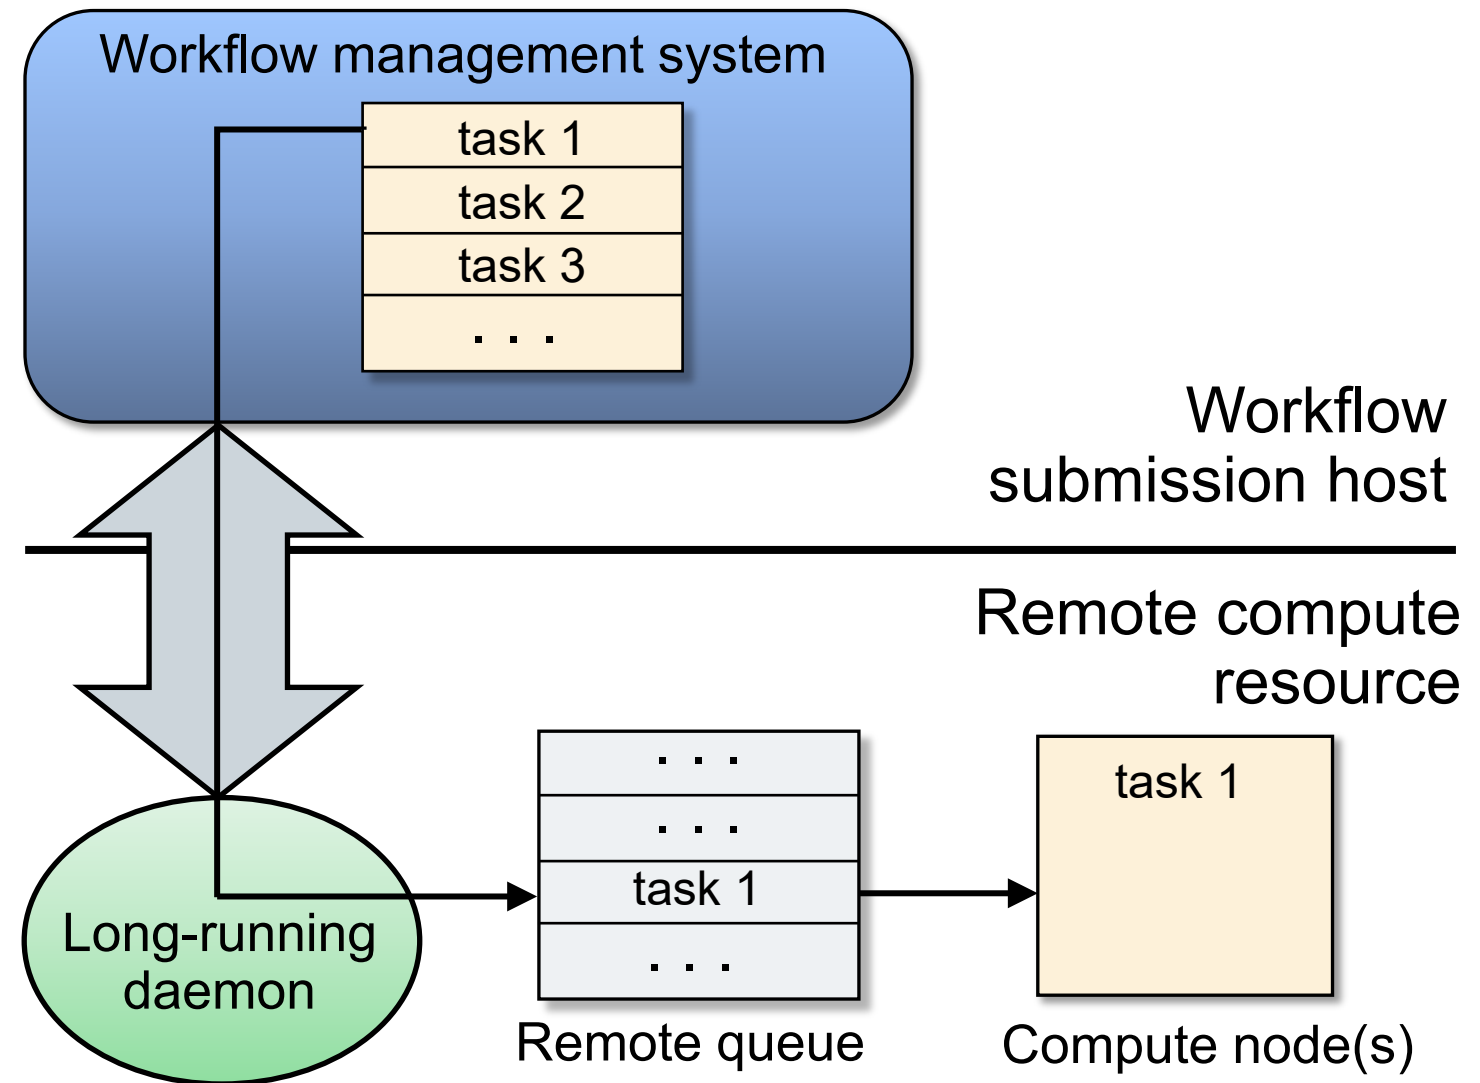 Workflow management system
task 1
task 2
task 3
. . .
Workflow
submission host
Remote compute
resource
. . .
. . .
task 1
. . .
task 1
Long-running
daemon
Remote queue
Compute node(s)